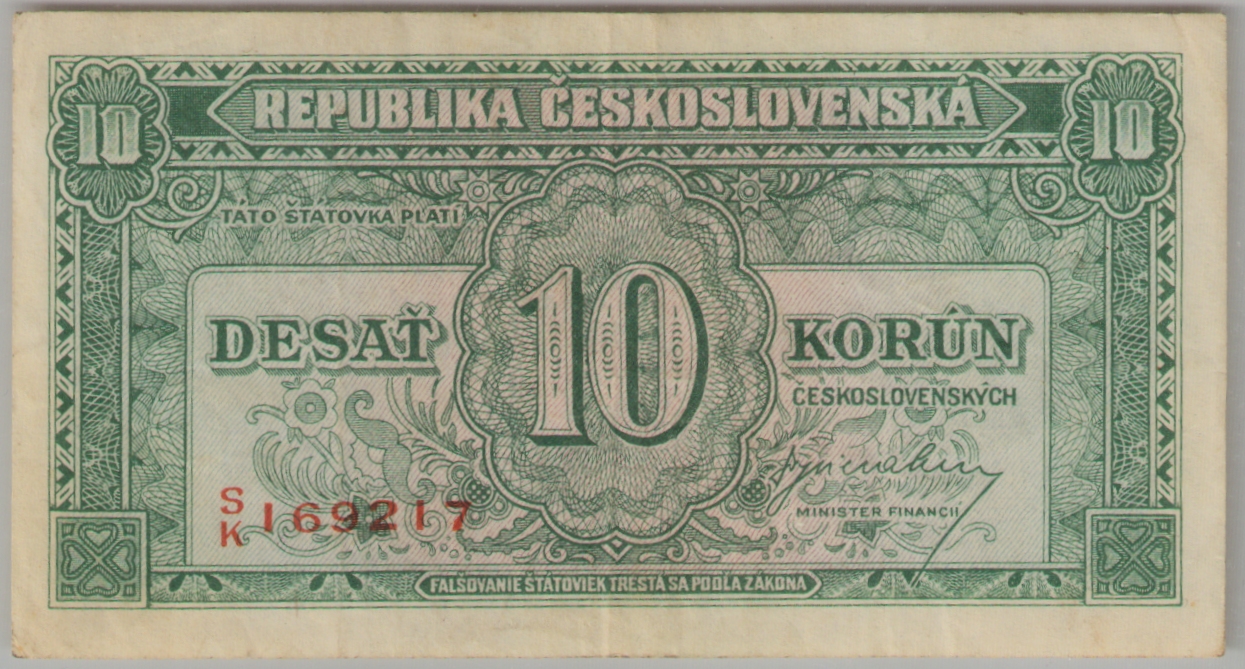 10 REPUBLIKA ČESKOSLOVENSKÁ 10
TÁTO ŠTÁTOVKA PLATÍ
DESAŤ 10 KORÚN
ČESKOSLOVENSKÝCH
S
K 169217
MINISTER FINANCIÍ
FALŠOVANIE ŠTÁTOVIEK TRESTÁ SA PODĽA ZÁKONA